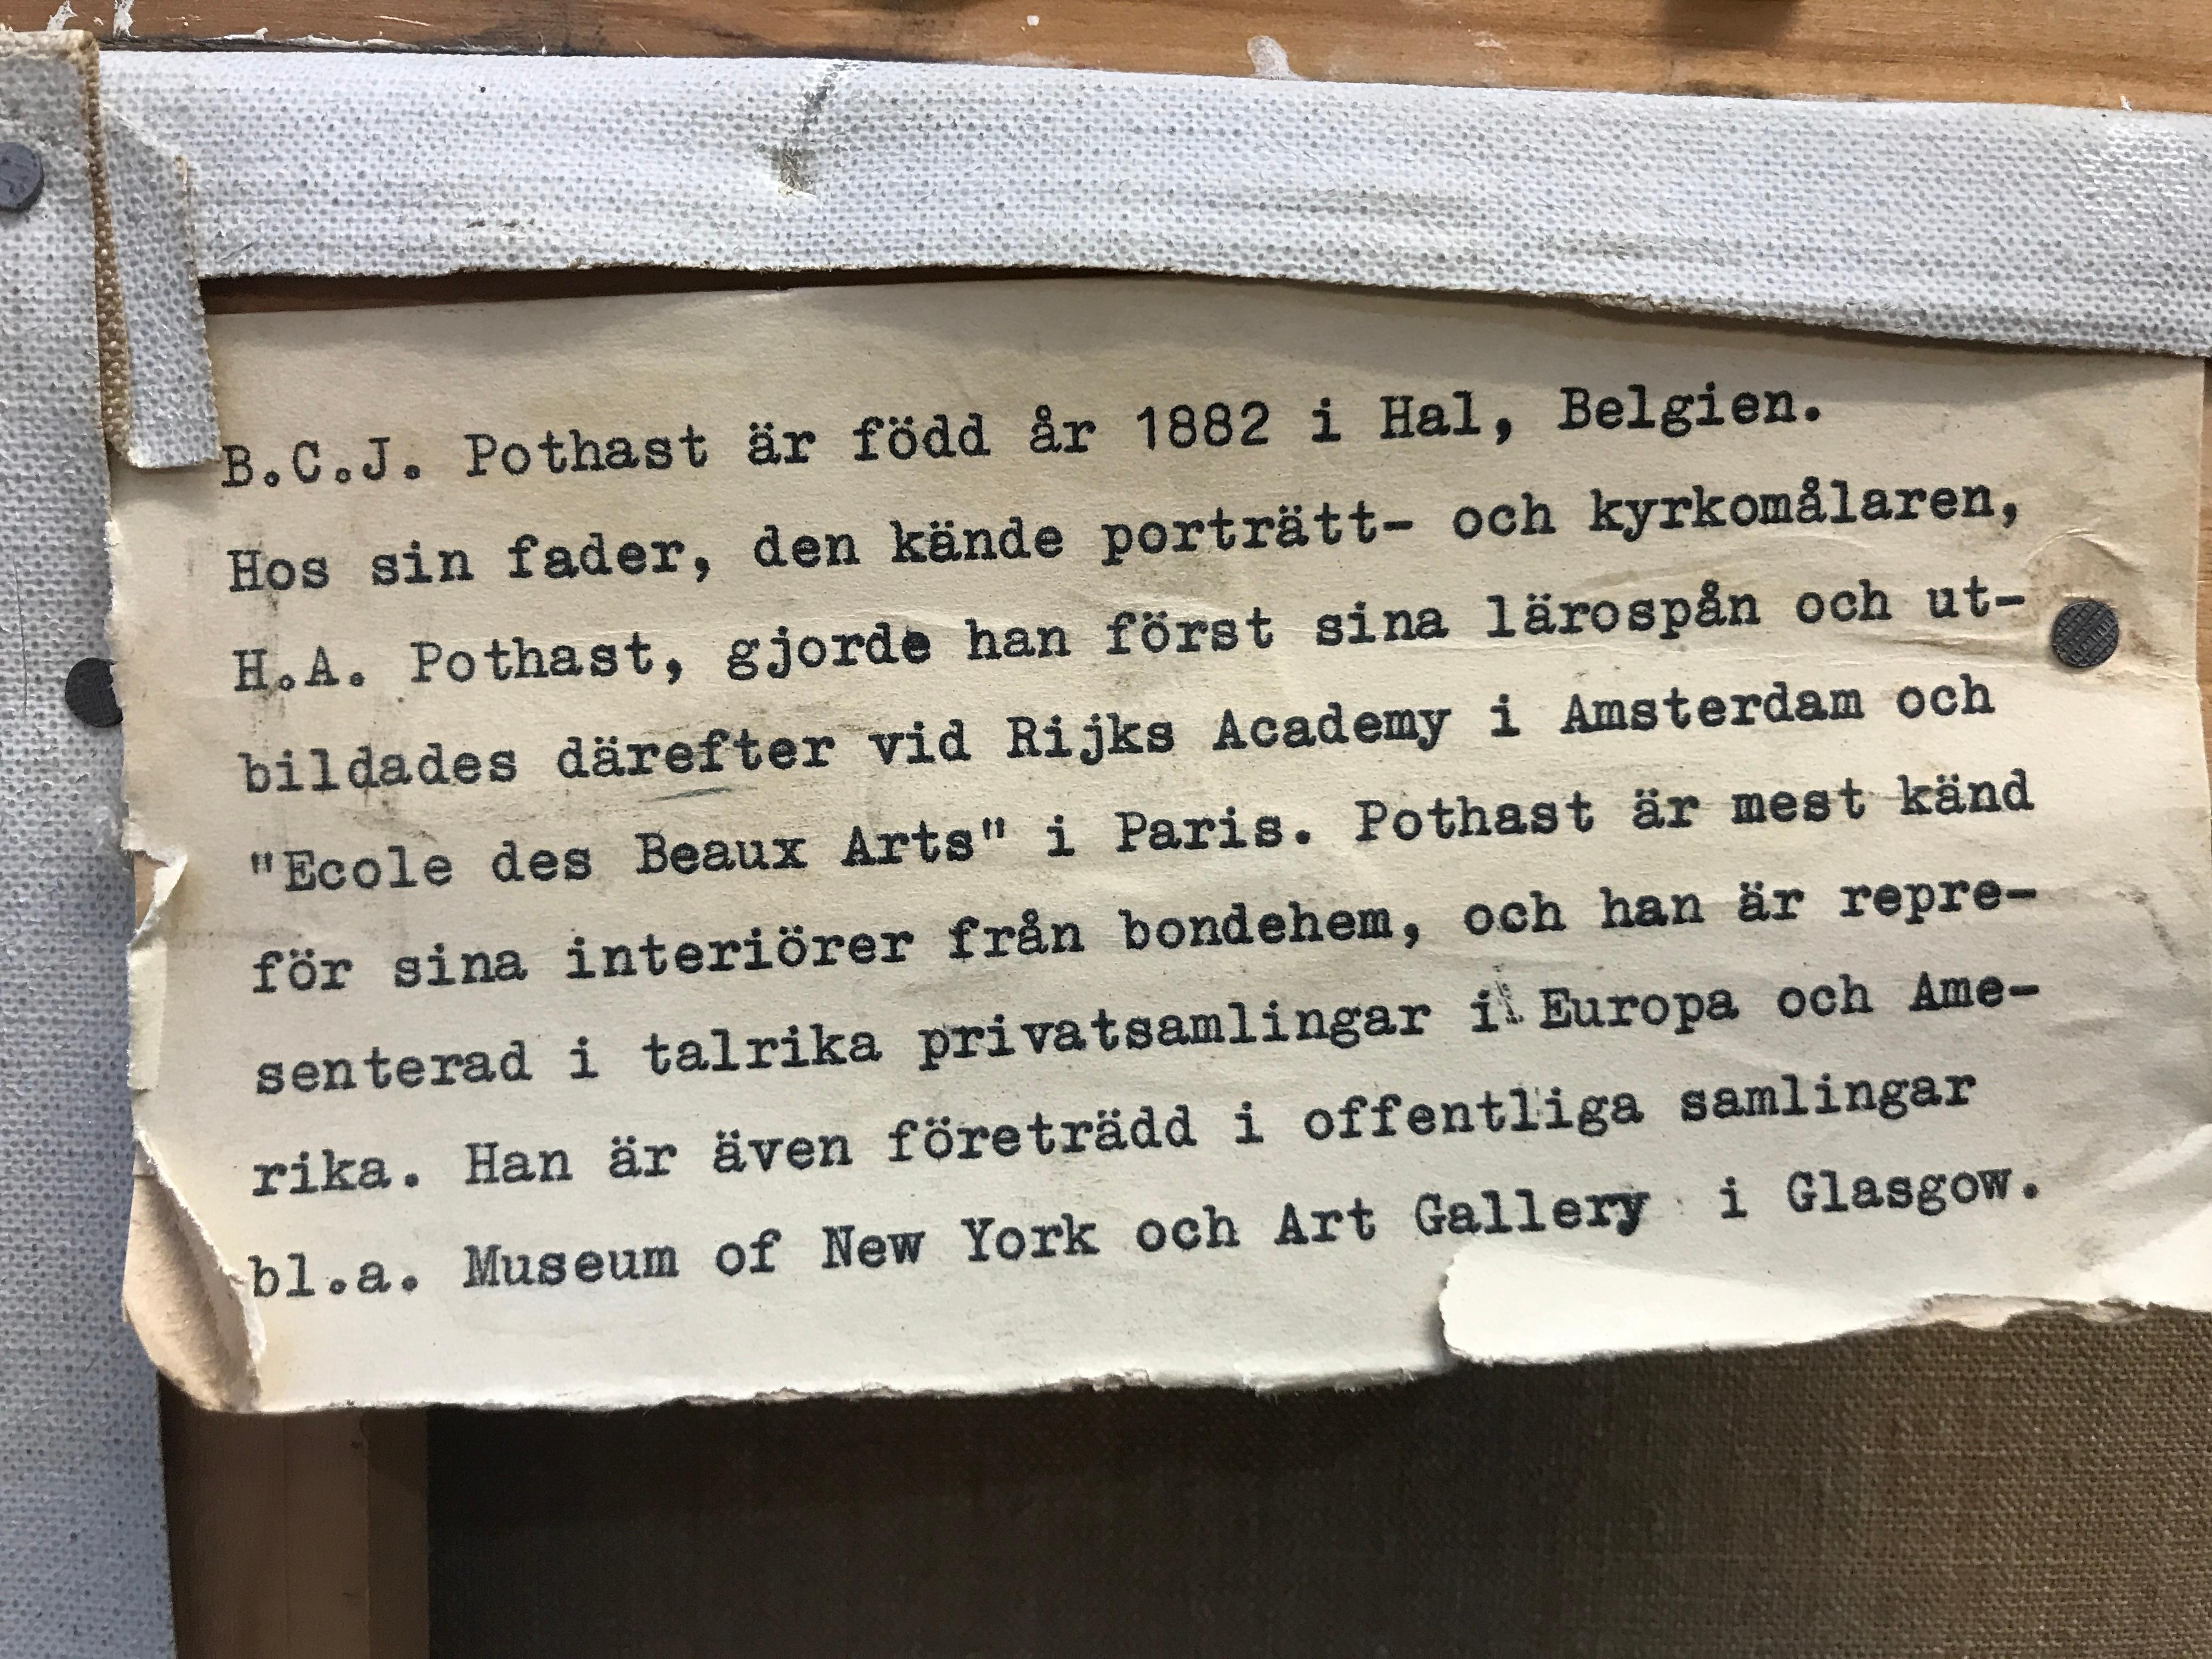 B.C.J. Pothast är född år 1882 i Hal, Belgien.
Hos sin fader, den kände porträtt- och kyrkomålaren,
H.A. Pothast, gjorde han först sina lärospån och ut-
bildades därefter vid Rijks Academy i Amsterdam och
"Ecole des Beaux Arts" i Paris. Pothast är mest känd
för sina interiörer från bondehem, och han är repre-
senterad i talrika privatsamlingar i Europa och Ame-
rika. Han är även företrädd i offentliga samlingar
bl.a. Museum of New York och Art Gallery i Glasgow.